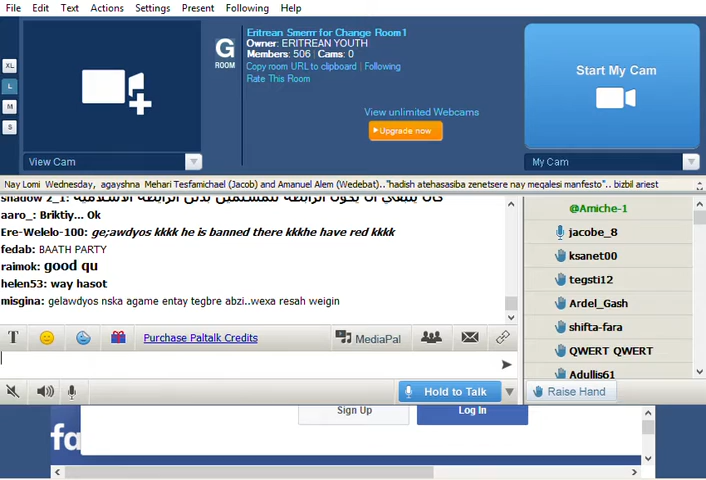 File Edit Text Actions Settings Present Following Help
XL
L
M
S
View Cam
G
ROOM
Eritrean Smerrr for Change Room1
Owner: ERITREAN YOUTH
Members: 506 | Cams: 0
Copy room URL to clipboard | Following
Rate This Room
View unlimited Webcams
Upgrade now
Start My Cam
My Cam
Nay Lomi Wednesday, agayshna Mehari Tesfamichael (Jacob) and Amanuel Alem (Wedebat).."hadish atehasasiba zenetsere nay meqalesi manfesto".. bizbil ariest
shadow 2_1:
aaro_: Briktiy... Ok
Ere-Welelo-100: ge;awdyos kkkk he is banned there kkkhe have red kkkk
fedab: BAATH PARTY
raimok: good qu
helen53: way hasot
misgina: gelawdyos nska agame entay tegbre abzi..wexa resah weigin
@Amiche-1
jacobe_8
ksanet00
tegsti12
Ardel_Gash
shifta-fara
QWERT QWERT
Adullis61
T
Purchase Paltalk Credits
MediaPal
Hold to Talk
Raise Hand
fa
Sign Up
Log In